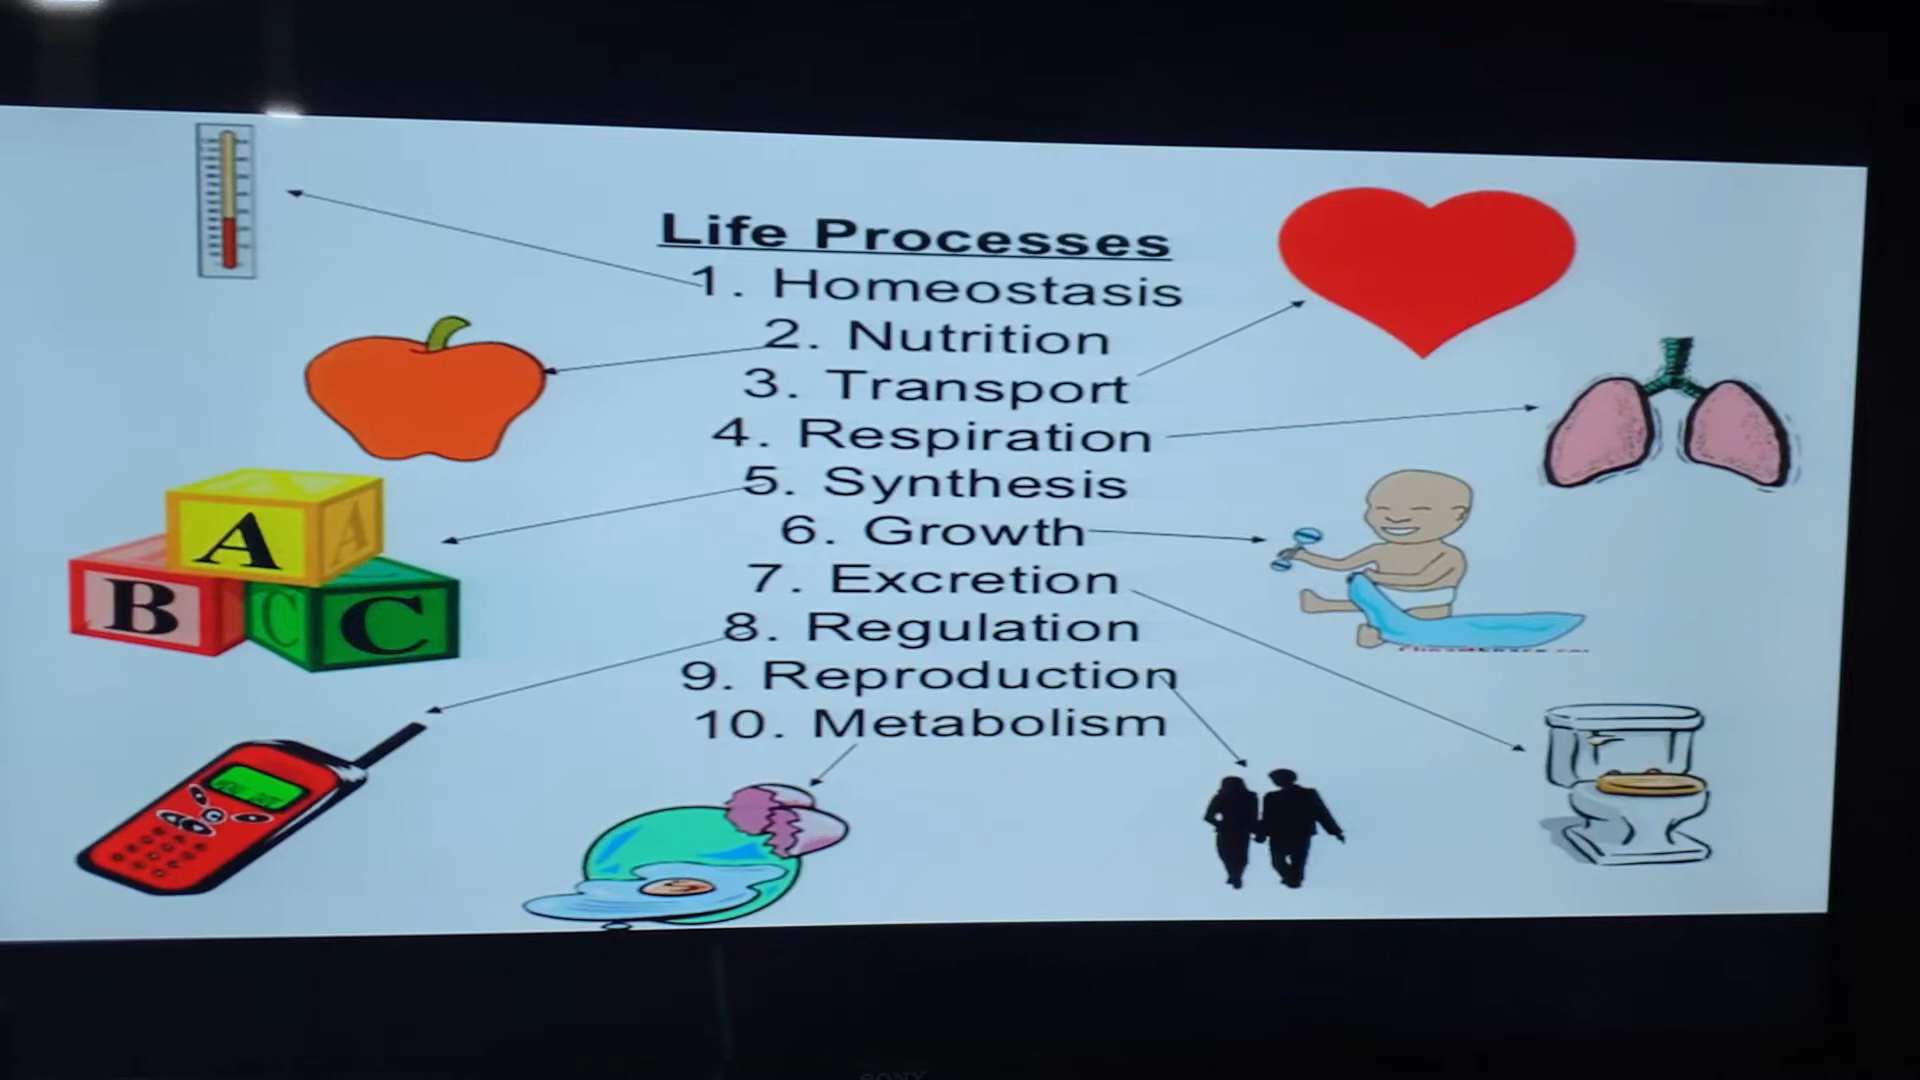 Life Processes
1. Homeostasis
2. Nutrition
3. Transport
4. Respiration
5. Synthesis
6. Growth
7. Excretion
8. Regulation
9. Reproduction
10. Metabolism
A A
B C C
SONY